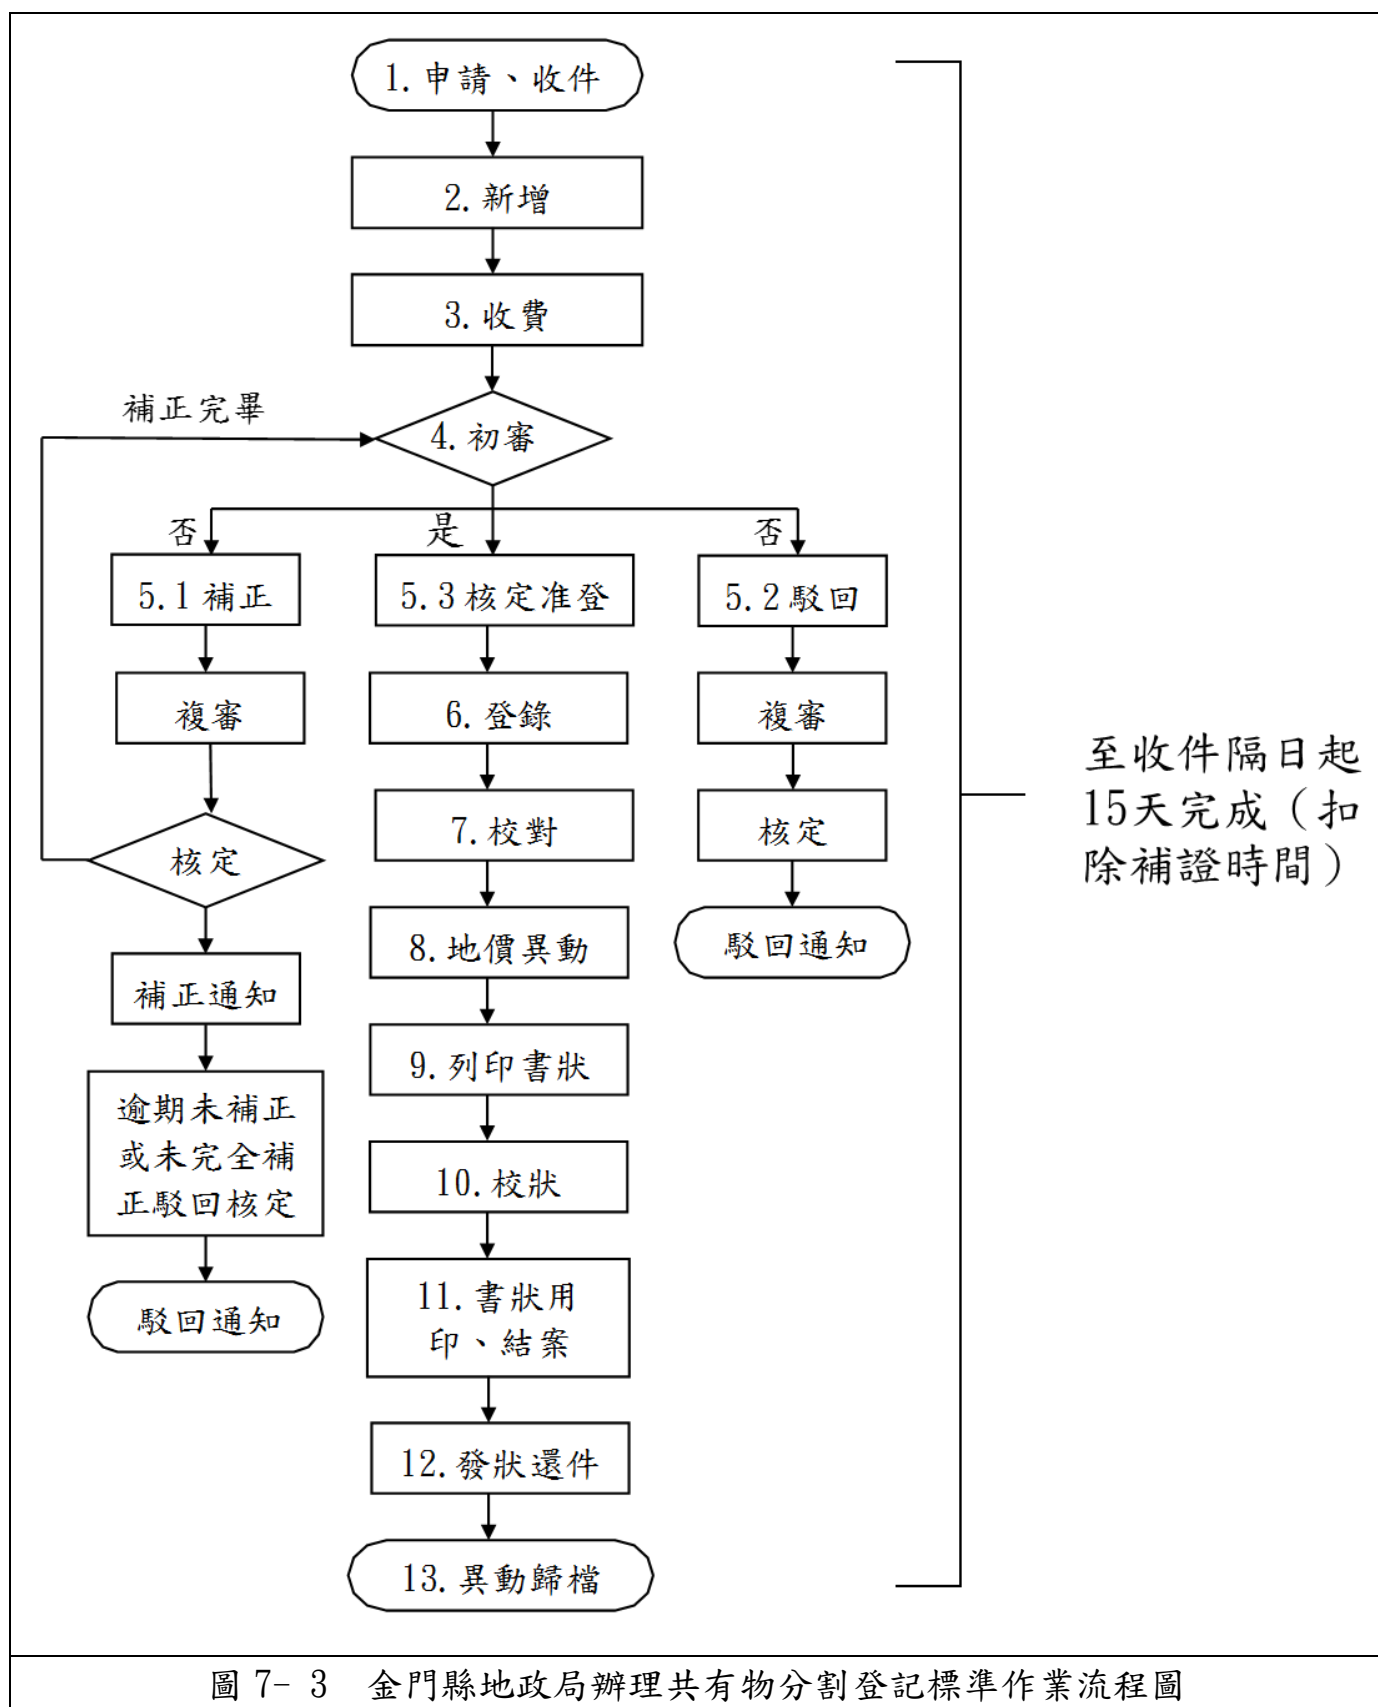 1.申請、收件
2.新增
3.收費
補正完畢
4.初審
否
是
否
5.1補正
5.3核定准登
5.2駁回
複審
6.登錄
複審
核定
7.校對
核定
8.地價異動
駁回通知
補正通知
9.列印書狀
逾期未補正
或未完全補
正駁回核定
10.校狀
11.書狀用
印、結案
駁回通知
12.發狀還件
13.異動歸檔
至收件隔日起
15天完成（扣
除補證時間）
圖 7- 3　金門縣地政局辦理共有物分割登記標準作業流程圖